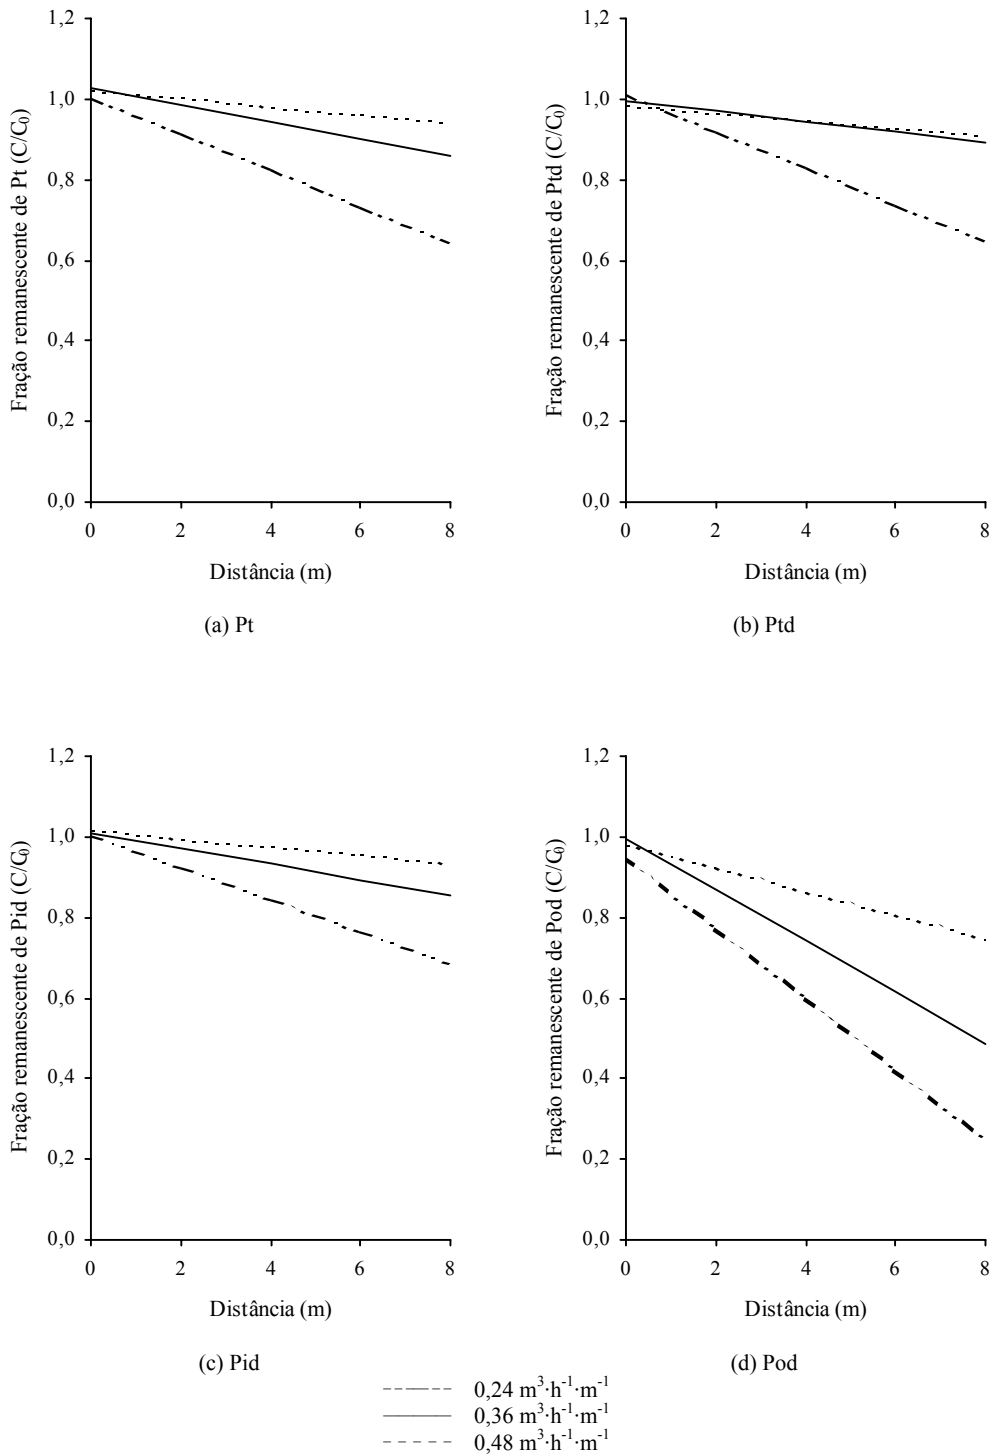 Fração remanescente de Pt (C/C₀)
1,2
1,0
0,8
0,6
0,4
0,2
0,0
0 2 4 6 8
Distância (m)
(a) Pt
Fração remanescente de Ptd (C/C₀)
1,2
1,0
0,8
0,6
0,4
0,2
0,0
0 2 4 6 8
Distância (m)
(b) Ptd
Fração remanescente de Pid (C/C₀)
1,2
1,0
0,8
0,6
0,4
0,2
0,0
0 2 4 6 8
Distância (m)
(c) Pid
Fração remanescente de Pod (C/C₀)
1,2
1,0
0,8
0,6
0,4
0,2
0,0
0 2 4 6 8
Distância (m)
(d) Pod
0,24 m³·h⁻¹·m⁻¹
0,36 m³·h⁻¹·m⁻¹
0,48 m³·h⁻¹·m⁻¹